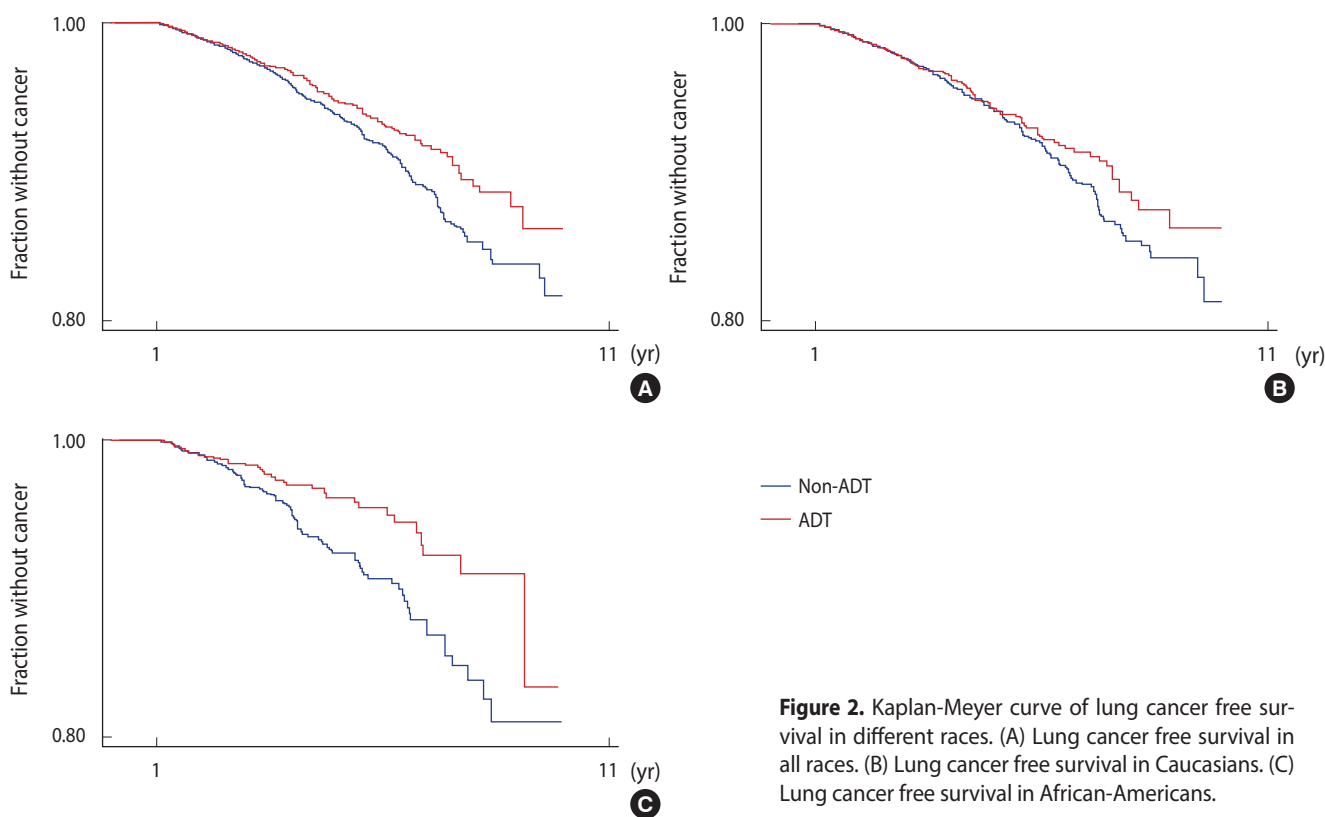 1.00
Fraction without cancer
0.80
1
11 (yr)
A
1.00
Fraction without cancer
0.80
1
11 (yr)
B
1.00
Fraction without cancer
0.80
1
11 (yr)
C
Non-ADT
ADT
Figure 2. Kaplan-Meyer curve of lung cancer free sur-
vival in different races. (A) Lung cancer free survival in
all races. (B) Lung cancer free survival in Caucasians. (C)
Lung cancer free survival in African-Americans.